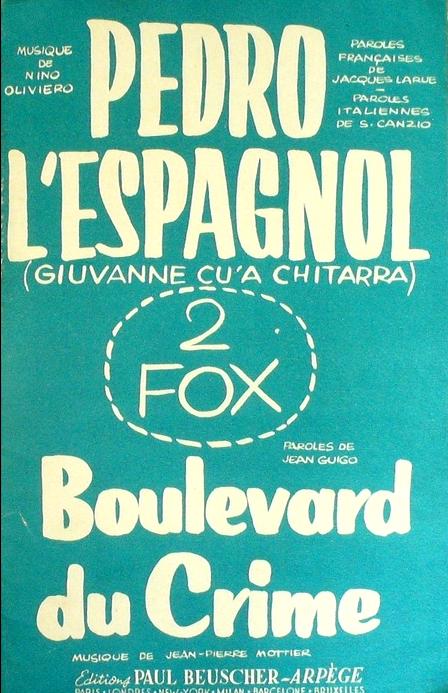 PEDRO
MUSIQUE
DE
NINO
OLIVIERO
PAROLES
FRANÇAISES
DE
JACQUES LARUE
-
PAROLES
ITALIENNES
DE S. CANZIO
L'ESPAGNOL
(GIUVANNE CU'A CHITARRA)
2
FOX
PAROLES DE
JEAN GUIGO
Boulevard
du Crime
MUSIQUE DE JEAN-PIERRE MOTTIER
Editions PAUL BEUSCHER-ARPÈGE
PARIS-LONDRES-NEW-YORK-MILAN-BARCELONE-BRUXELLES